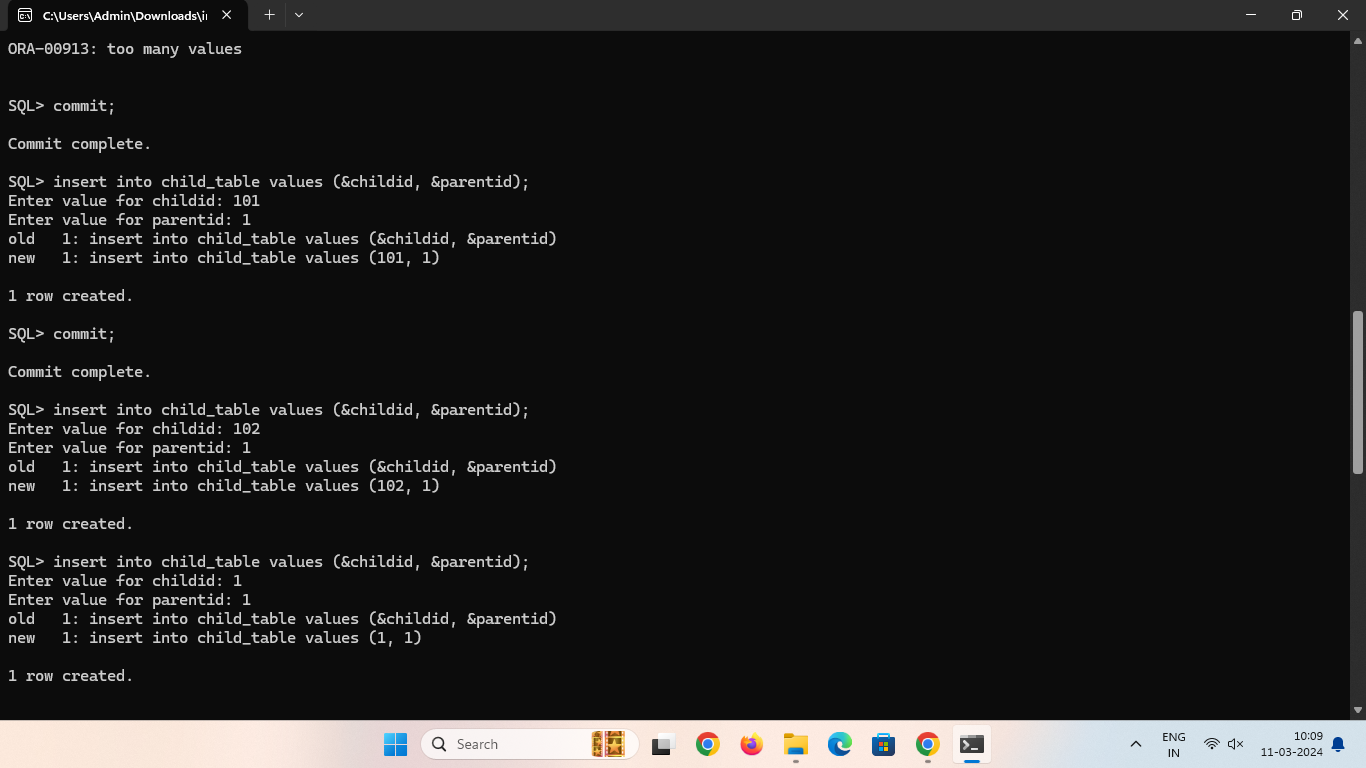 C:\Users\Admin\Downloads\i
ORA-00913: too many values
SQL> commit;
Commit complete.
SQL> insert into child_table values (&childid, &parentid);
Enter value for childid: 101
Enter value for parentid: 1
old   1: insert into child_table values (&childid, &parentid)
new   1: insert into child_table values (101, 1)
1 row created.
SQL> commit;
Commit complete.
SQL> insert into child_table values (&childid, &parentid);
Enter value for childid: 102
Enter value for parentid: 1
old   1: insert into child_table values (&childid, &parentid)
new   1: insert into child_table values (102, 1)
1 row created.
SQL> insert into child_table values (&childid, &parentid);
Enter value for childid: 1
Enter value for parentid: 1
old   1: insert into child_table values (&childid, &parentid)
new   1: insert into child_table values (1, 1)
1 row created.
Search
ENG
IN
10:09
11-03-2024